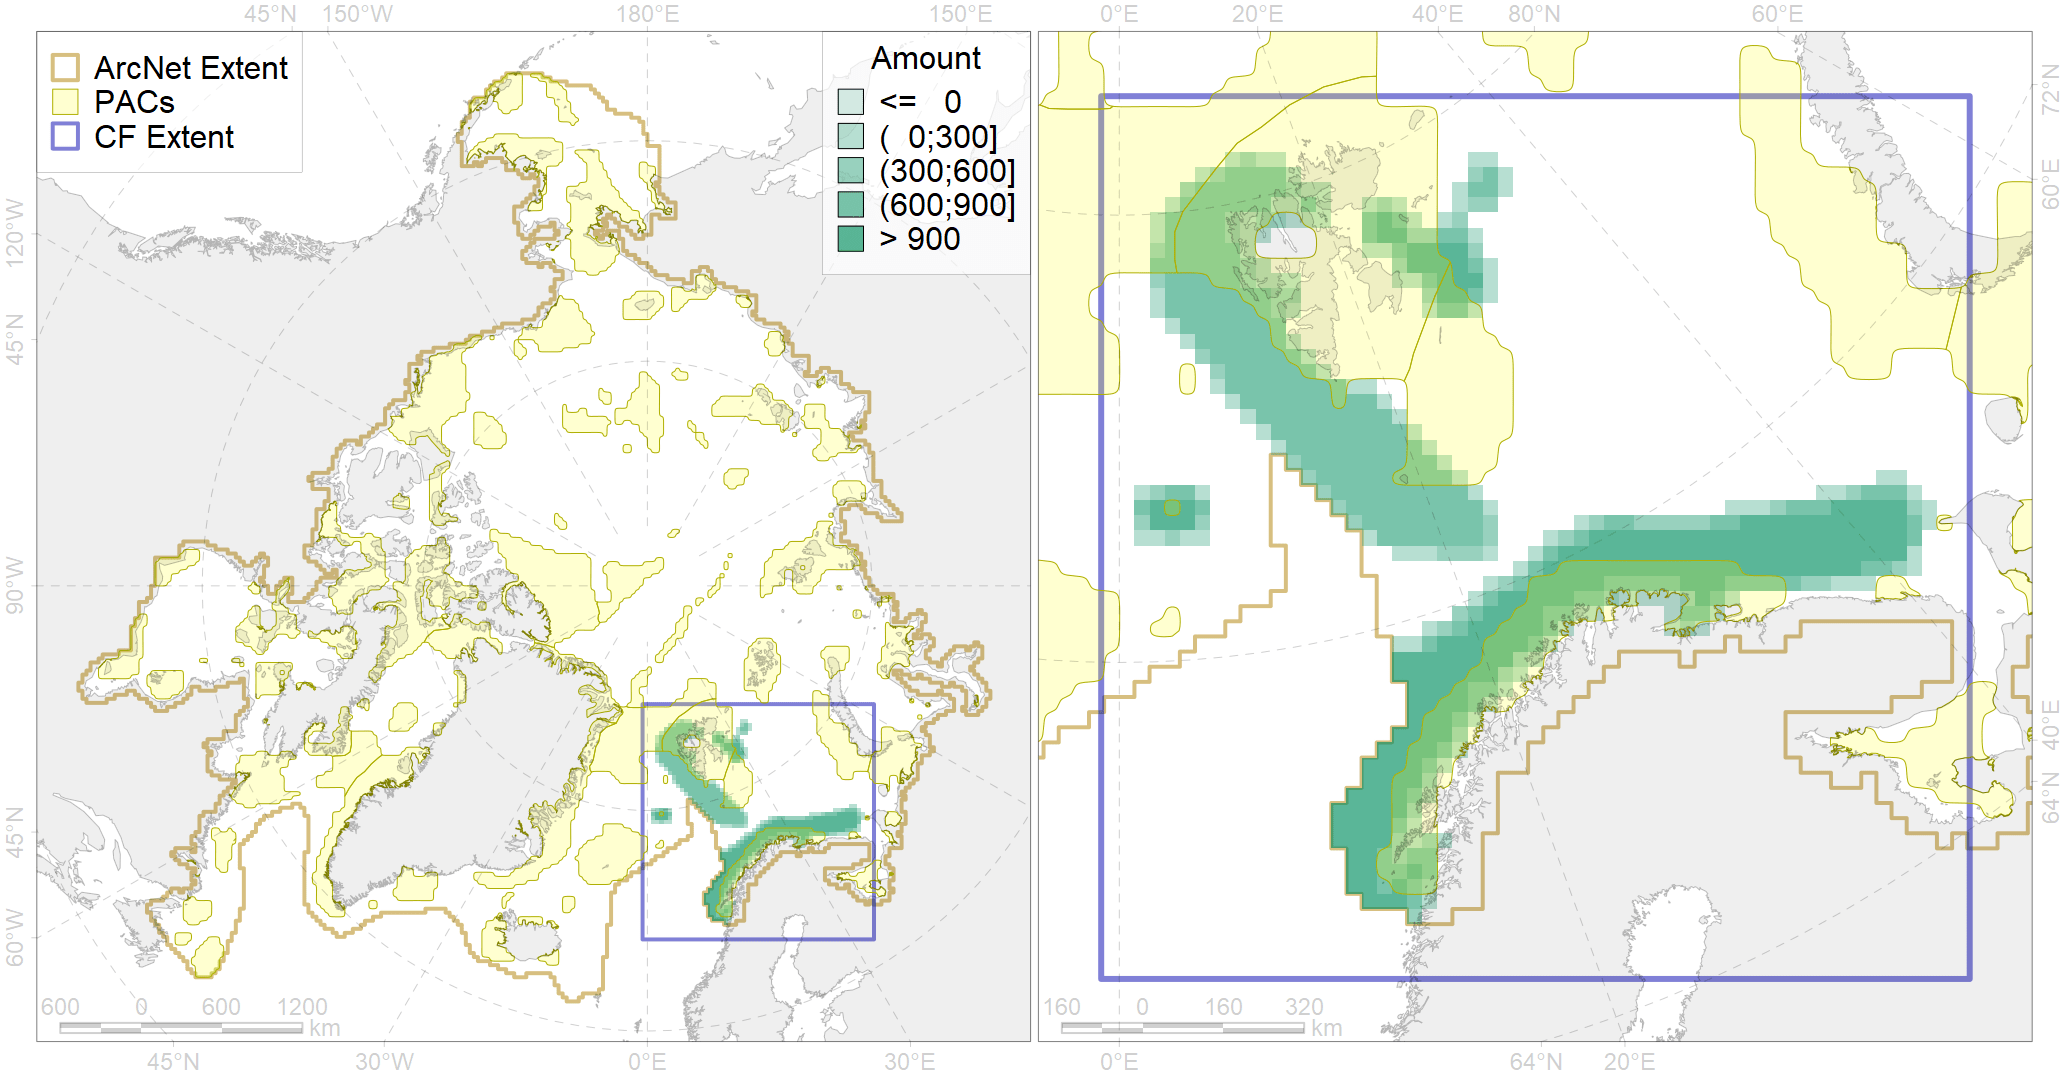 45°N 150°W 180°E 150°E 0°E 20°E 40°E 80°N 60°E
ArcNet Extent
PACs
CF Extent
Amount
<= 0
( 0;300]
(300;600]
(600;900]
> 900
120°W
45°N
90°W
45°N
60°W
72°N
60°E
40°E
64°N
600 0 600 1200 km
160 0 160 320 km
45°N 30°W 0°E 30°E 0°E 64°N 20°E